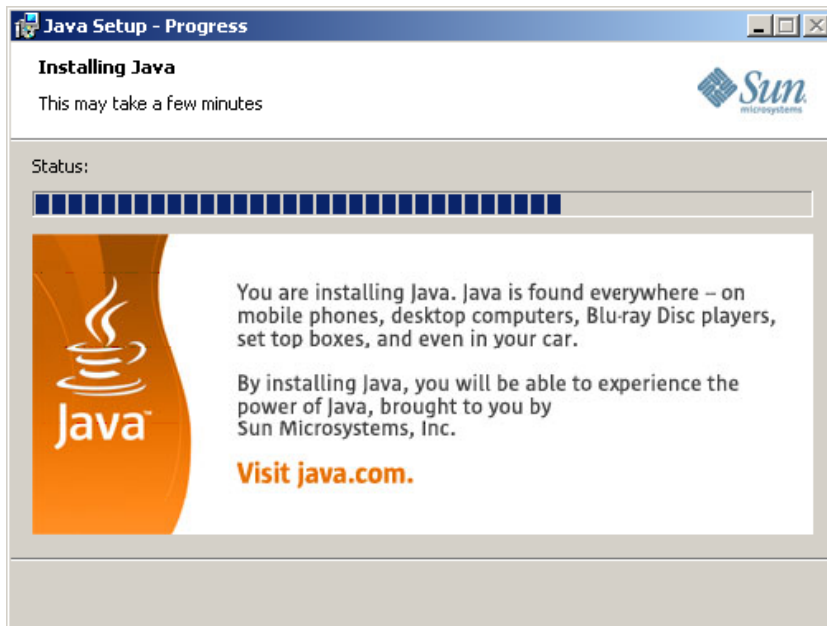 Java Setup - Progress
Installing Java
This may take a few minutes
Sun
microsystems
Status:
You are installing Java. Java is found everywhere – on
mobile phones, desktop computers, Blu-ray Disc players,
set top boxes, and even in your car.
By installing Java, you will be able to experience the
power of Java, brought to you by
Sun Microsystems, Inc.
Visit java.com.
Java™